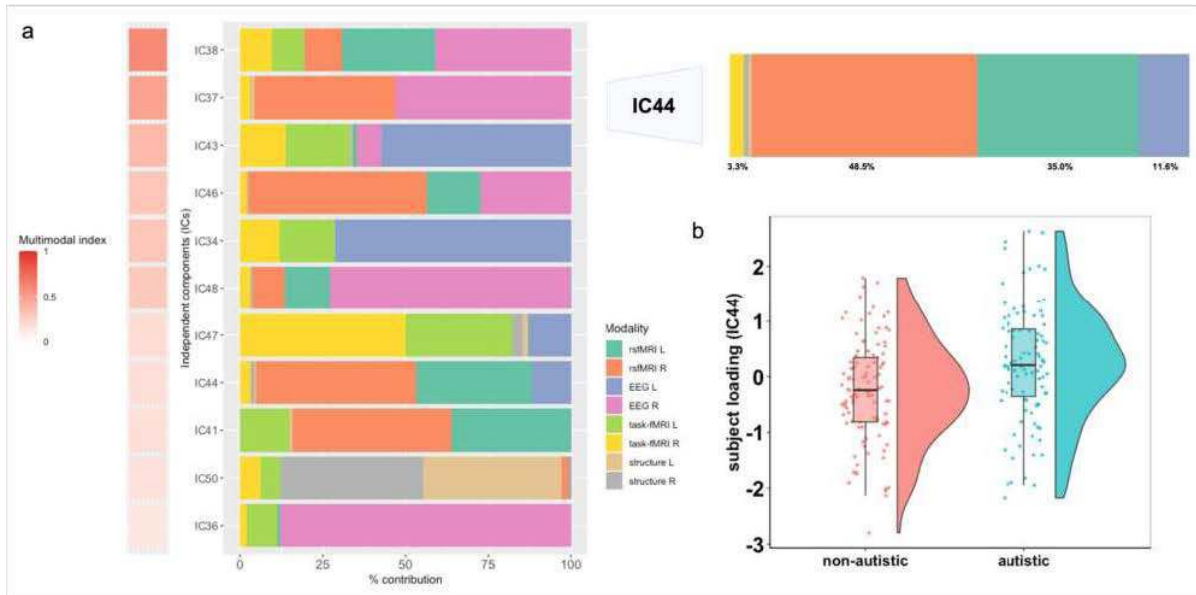 a
IC38
IC37
IC43
IC46
IC34
IC48
IC47
IC44
IC41
IC50
IC36
Independent components (ICs)
0 25 50 75 100
% contribution
Multimodal index
1
0.5
0
Modality
rsfMRI L
rsfMRI R
EEG L
EEG R
task-fMRI L
task-fMRI R
structure L
structure R
IC44
3.3% 48.5% 35.0% 11.6%
b
subject loading (IC44)
2
1
0
-1
-2
-3
non-autistic autistic